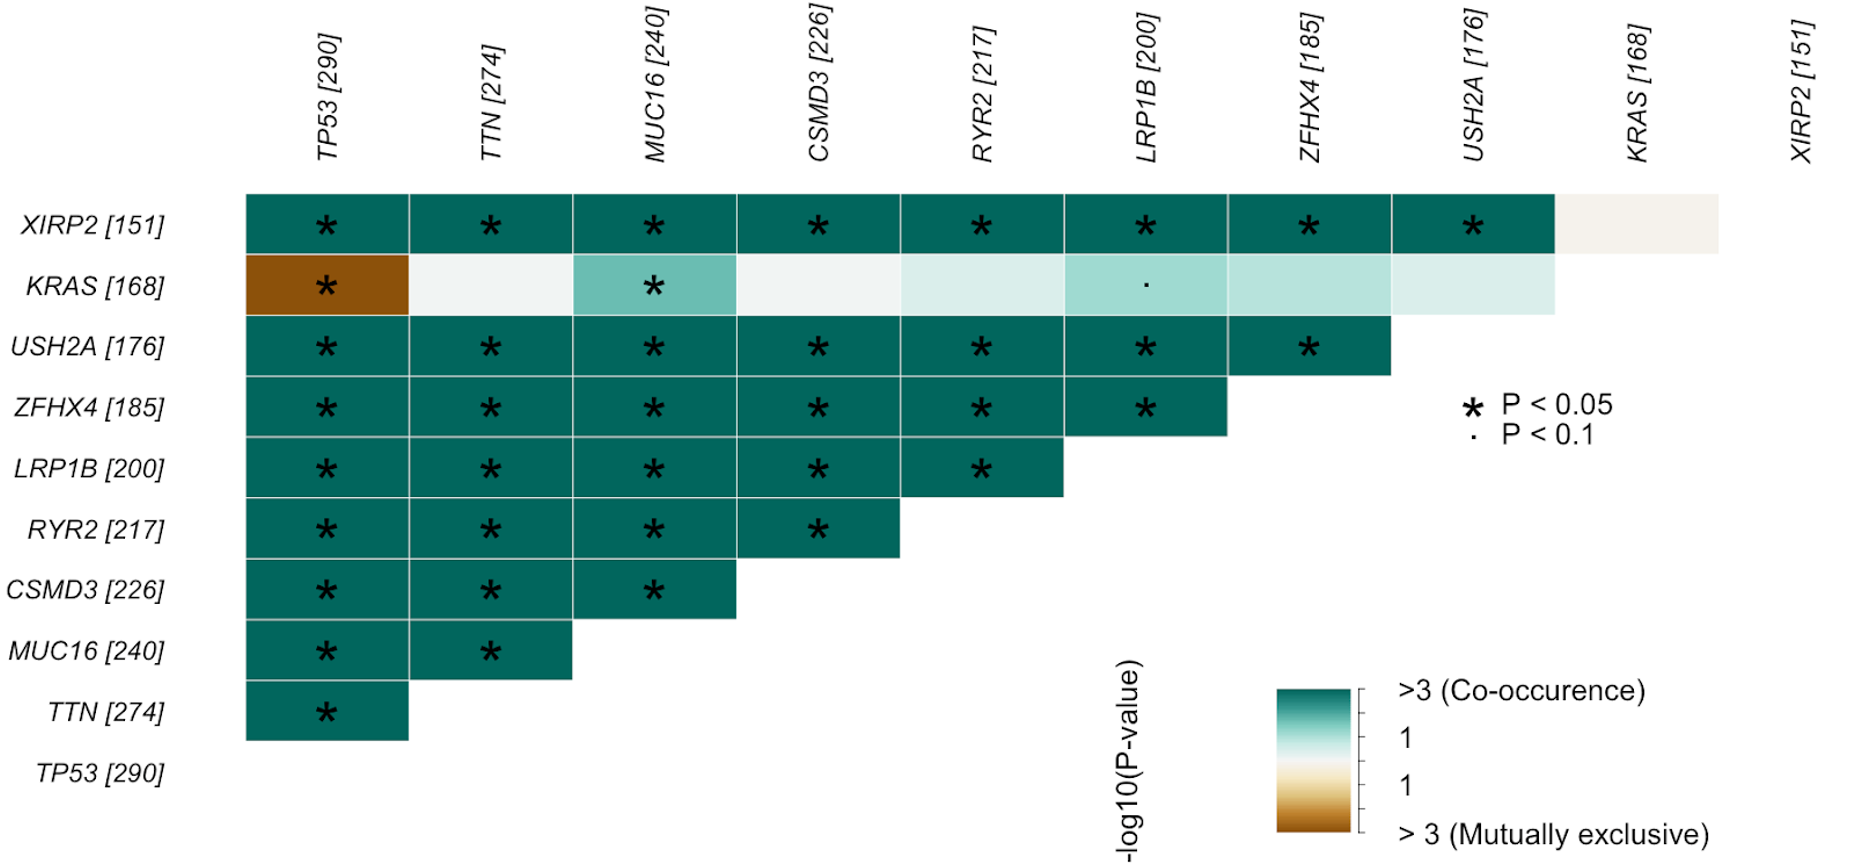 TP53 [290]
TTN [274]
MUC16 [240]
CSMD3 [226]
RYR2 [217]
LRP1B [200]
ZFHX4 [185]
USH2A [176]
KRAS [168]
XIRP2 [151]
XIRP2 [151] * * * * * * * *
KRAS [168] * * ·
USH2A [176] * * * * * * *
ZFHX4 [185] * * * * * *
* P < 0.05
· P < 0.1
LRP1B [200] * * * * *
RYR2 [217] * * * *
CSMD3 [226] * * *
MUC16 [240] * *
TTN [274] *
TP53 [290]
-log10(P-value)
>3 (Co-occurence)
1
1
> 3 (Mutually exclusive)